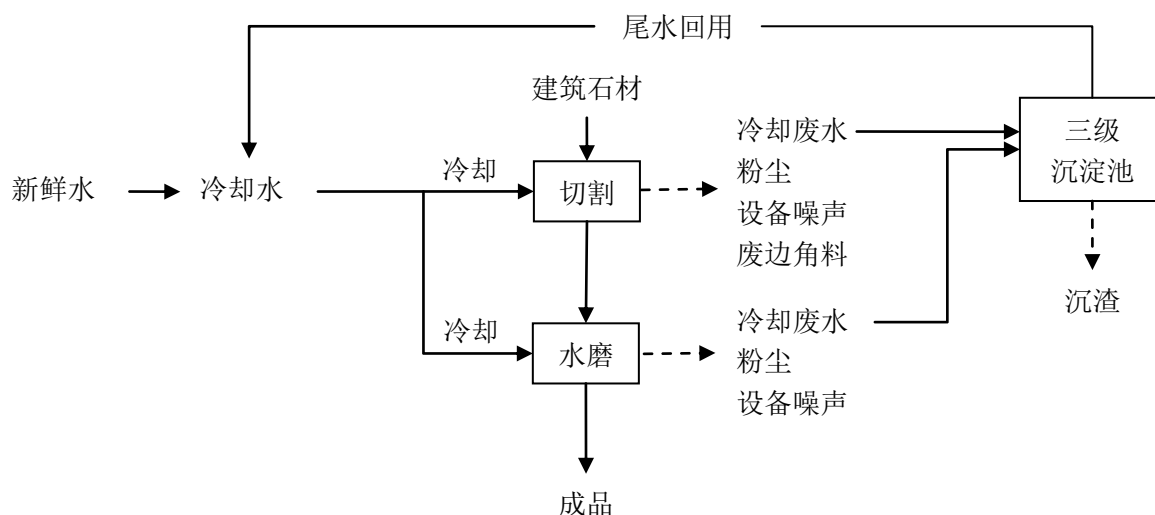 尾水回用
建筑石材
冷却废水
三级
沉淀池
新鲜水
冷却水
冷却
切割
粉尘
设备噪声
废边角料
沉渣
冷却
水磨
冷却废水
粉尘
设备噪声
成品